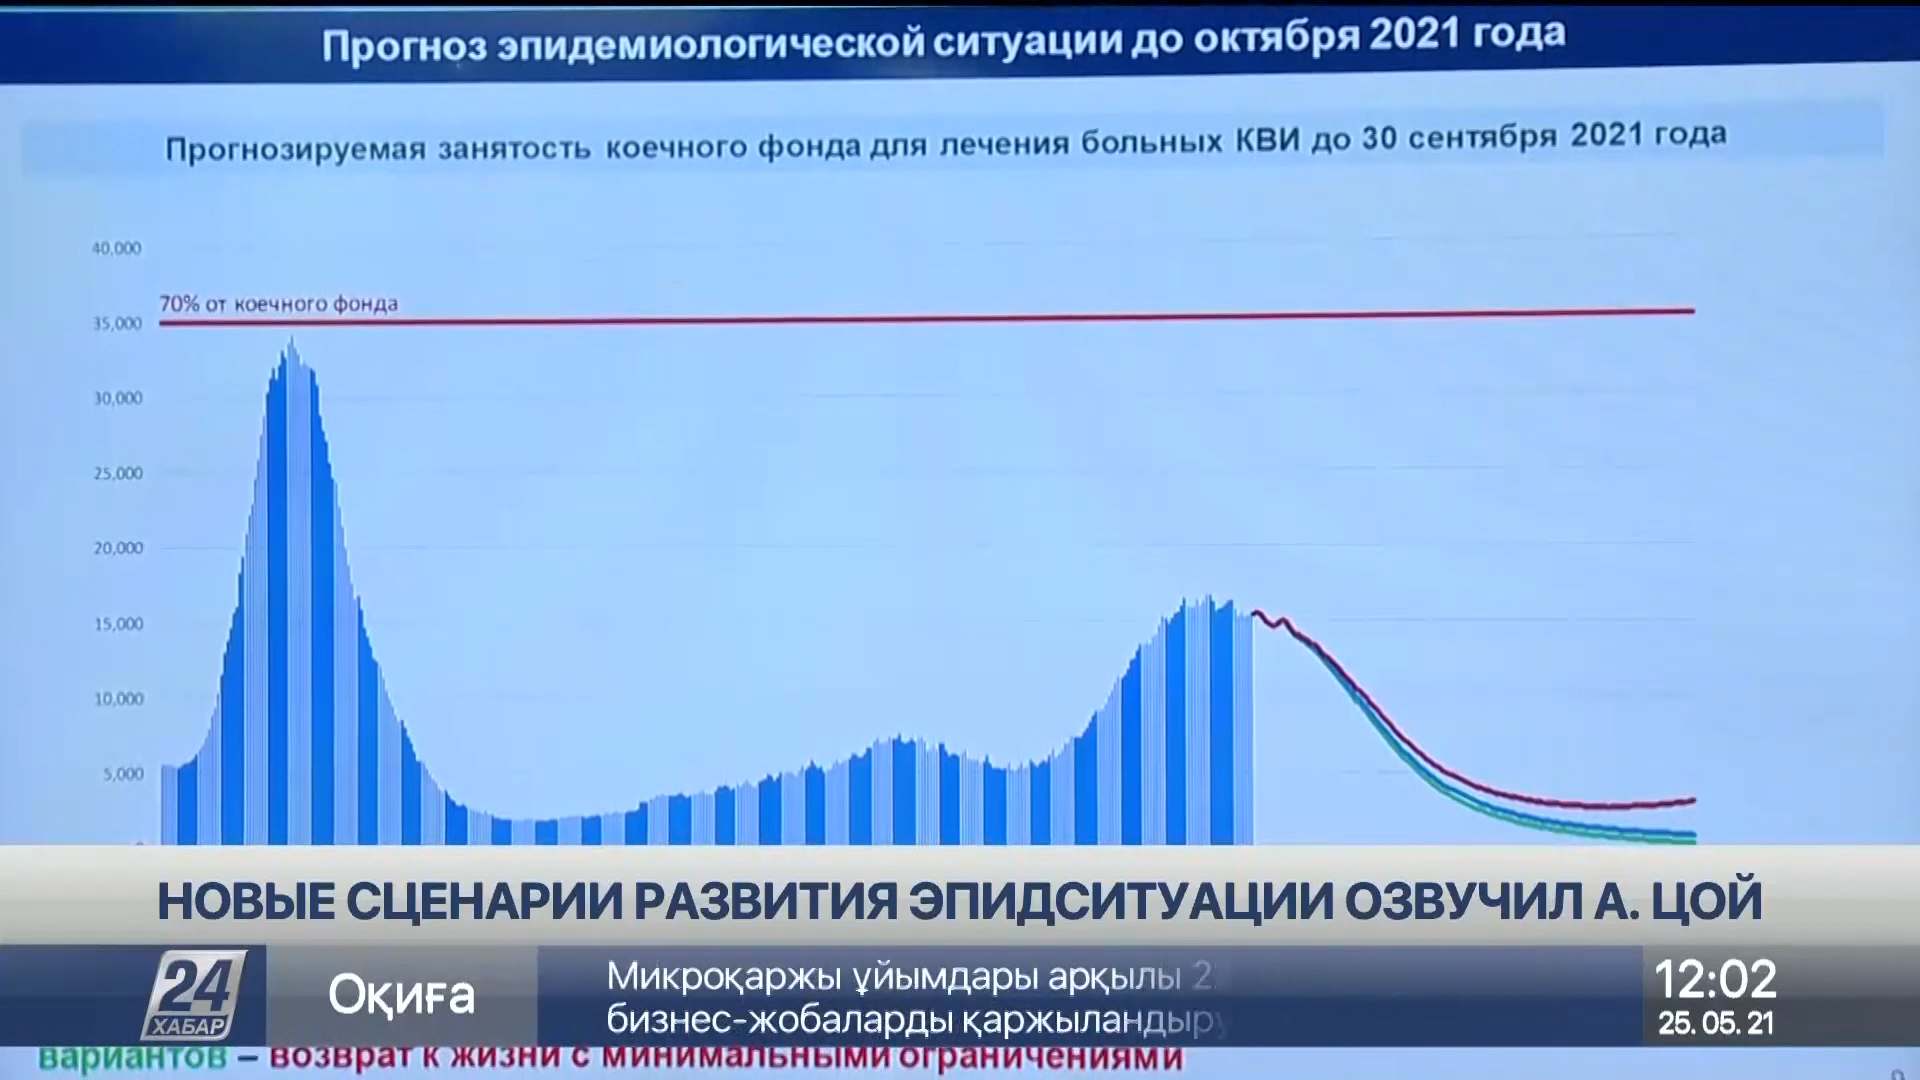 Прогноз эпидемиологической ситуации до октября 2021 года
Прогнозируемая занятость коечного фонда для лечения больных КВИ до 30 сентября 2021 года
40,000
70% от коечного фонда
35,000
30,000
25,000
20,000
15,000
10,000
5,000
НОВЫЕ СЦЕНАРИИ РАЗВИТИЯ ЭПИДСИТУАЦИИ ОЗВУЧИЛ А. ЦОЙ
24
ХАБАР
Оқиға
Микроқаржы ұйымдары арқылы 2
бизнес-жобаларды қаржыландыру
12:02
25.05.21
вариантов – возврат к жизни с минимальными ограничениями